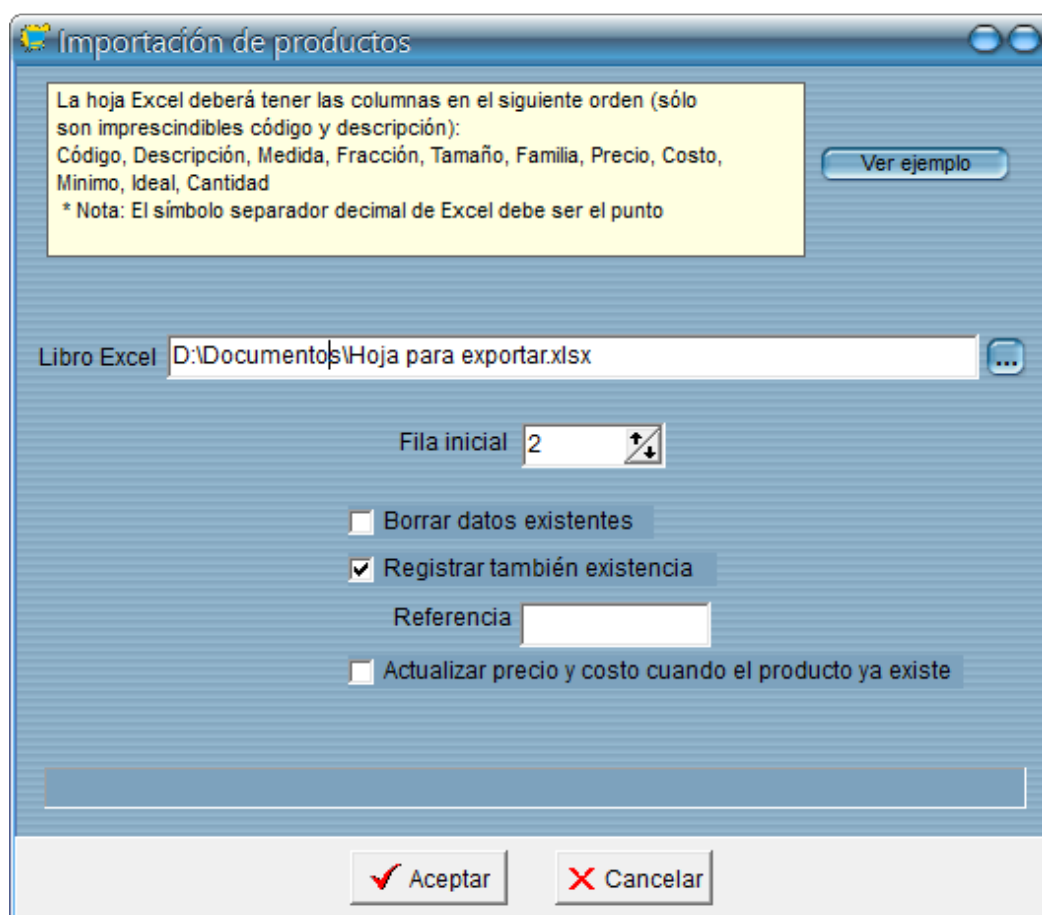 Importación de productos
La hoja Excel deberá tener las columnas en el siguiente orden (sólo
son imprescindibles código y descripción):
Código, Descripción, Medida, Fracción, Tamaño, Familia, Precio, Costo,
Minimo, Ideal, Cantidad
* Nota: El símbolo separador decimal de Excel debe ser el punto
Ver ejemplo
Libro Excel D:\Documentos\Hoja para exportar.xlsx ...
Fila inicial 2
Borrar datos existentes
Registrar también existencia
Referencia
Actualizar precio y costo cuando el producto ya existe
Aceptar Cancelar